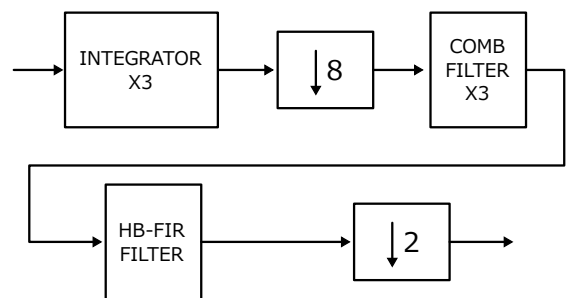 INTEGRATOR
X3
8
COMB
FILTER
X3
HB-FIR
FILTER
2